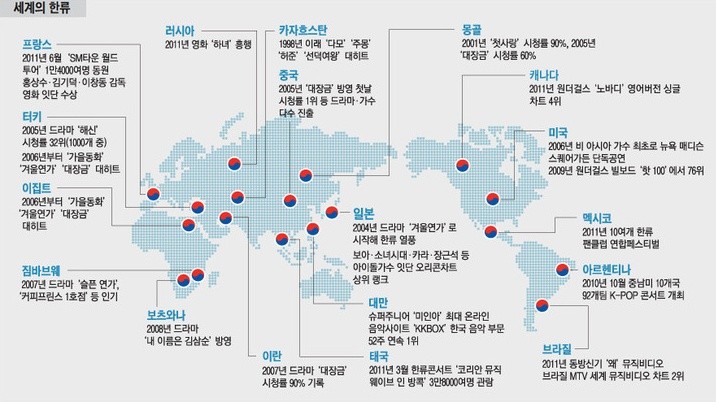 세계의 한류
프랑스
2011년 6월 'SM타운 월드
투어' 1만4000여명 동원
홍상수·김기덕·이창동 감독
영화 잇단 수상
터키
2005년 드라마 '해신'
시청률 32위(1000개 중)
2006년부터 '가을동화'
'겨울연가' '대장금' 대히트
이집트
2006년부터 '가을동화'
'겨울연가' '대장금'
대히트
짐바브웨
2007년 드라마 '슬픈 연가',
'커피프린스 1호점' 등 인기
보츠와나
2008년 드라마
'내 이름은 김삼순' 방영
러시아
2011년 영화 '하녀' 흥행
카자흐스탄
1998년 이래 '다모' '주몽'
'허준' '선덕여왕' 대히트
중국
2005년 '대장금' 방영 첫날
시청률 1위 등 드라마·가수
다수 진출
몽골
2001년 '첫사랑' 시청률 90%, 2005년
'대장금' 시청률 60%
캐나다
2011년 원더걸스 '노바디' 영어버전 싱글
차트 4위
미국
2006년 비 아시아 가수 최초로 뉴욕 매디슨
스퀘어가든 단독공연
2009년 원더걸스 빌보드 '핫 100'에서 76위
일본
2004년 드라마 '겨울연가'로
시작해 한류 열풍
보아·소녀시대·카라·장근석 등
아이돌가수 잇단 오리콘차트
상위 랭크
멕시코
2011년 10여개 한류
팬클럽 연합페스티벌
아르헨티나
2010년 10월 중남미 10개국
92개팀 K-POP 콘서트 개최
대만
슈퍼주니어 '미인아' 최대 온라인
음악사이트 'KKBOX' 한국 음악 부문
52주 연속 1위
이란
2007년 드라마 '대장금'
시청률 90% 기록
태국
2011년 3월 한류콘서트 '코리안 뮤직
웨이브 인 방콕' 3만8000여명 관람
브라질
2011년 동방신기 '왜' 뮤직비디오
브라질 MTV 세계 뮤직비디오 차트 2위